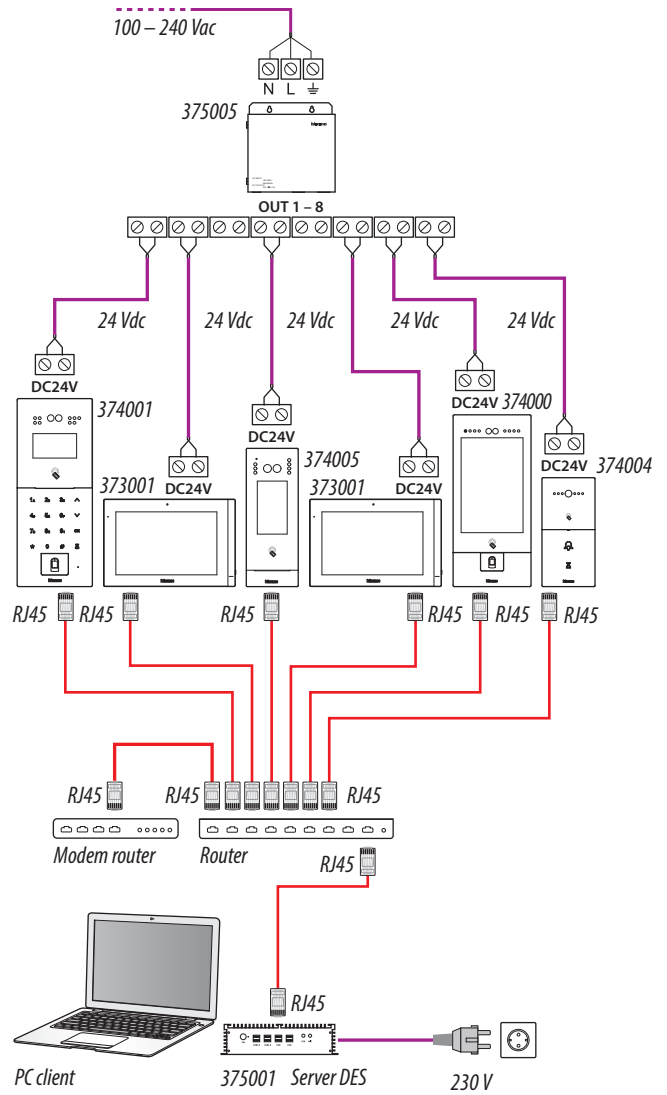 100 – 240 Vac
N L
375005
OUT 1 – 8
24 Vdc 24 Vdc 24 Vdc 24 Vdc 24 Vdc
DC24V
374001
DC24V 374000
DC24V
DC24V 374004
373001 DC24V
374005
373001 DC24V
RJ45 RJ45 RJ45 RJ45 RJ45 RJ45
RJ45 RJ45 RJ45
Modem router Router
RJ45
RJ45
PC client 375001 Server DES 230 V